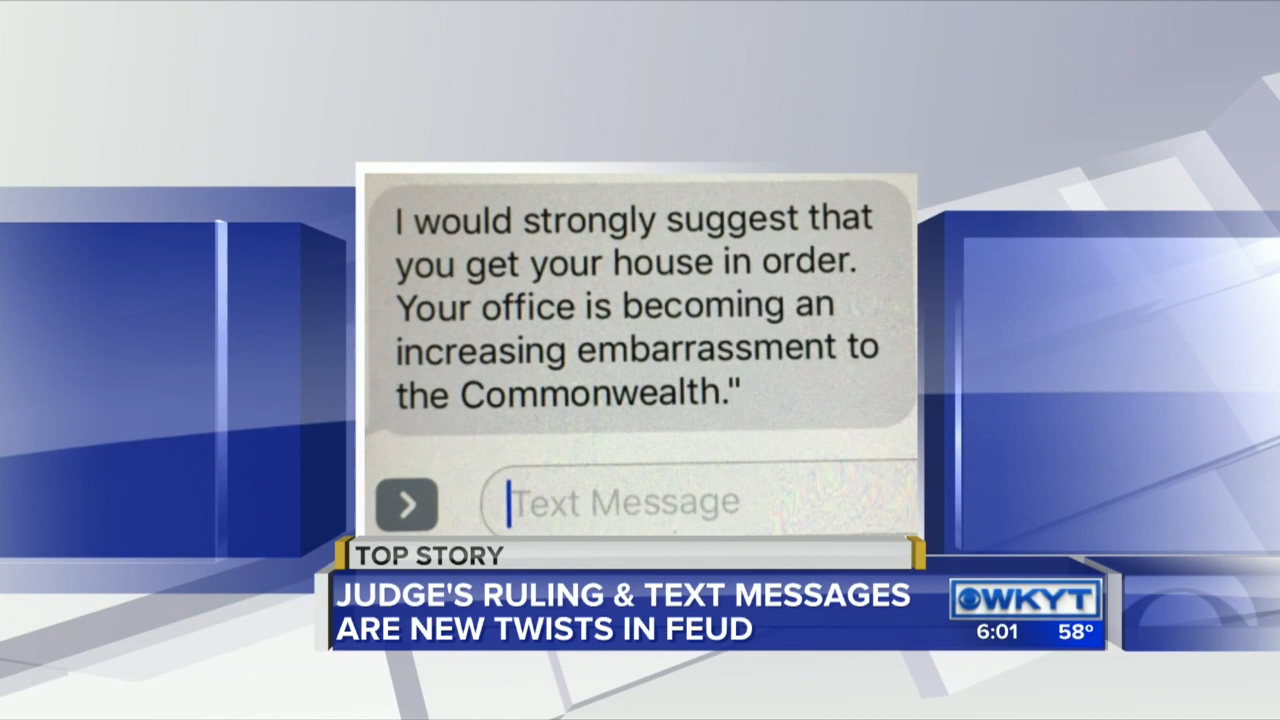 I would strongly suggest that
you get your house in order.
Your office is becoming an
increasing embarrassment to
the Commonwealth."
Text Message
TOP STORY
JUDGE'S RULING & TEXT MESSAGES
ARE NEW TWISTS IN FEUD
WKYT
6:01 58°